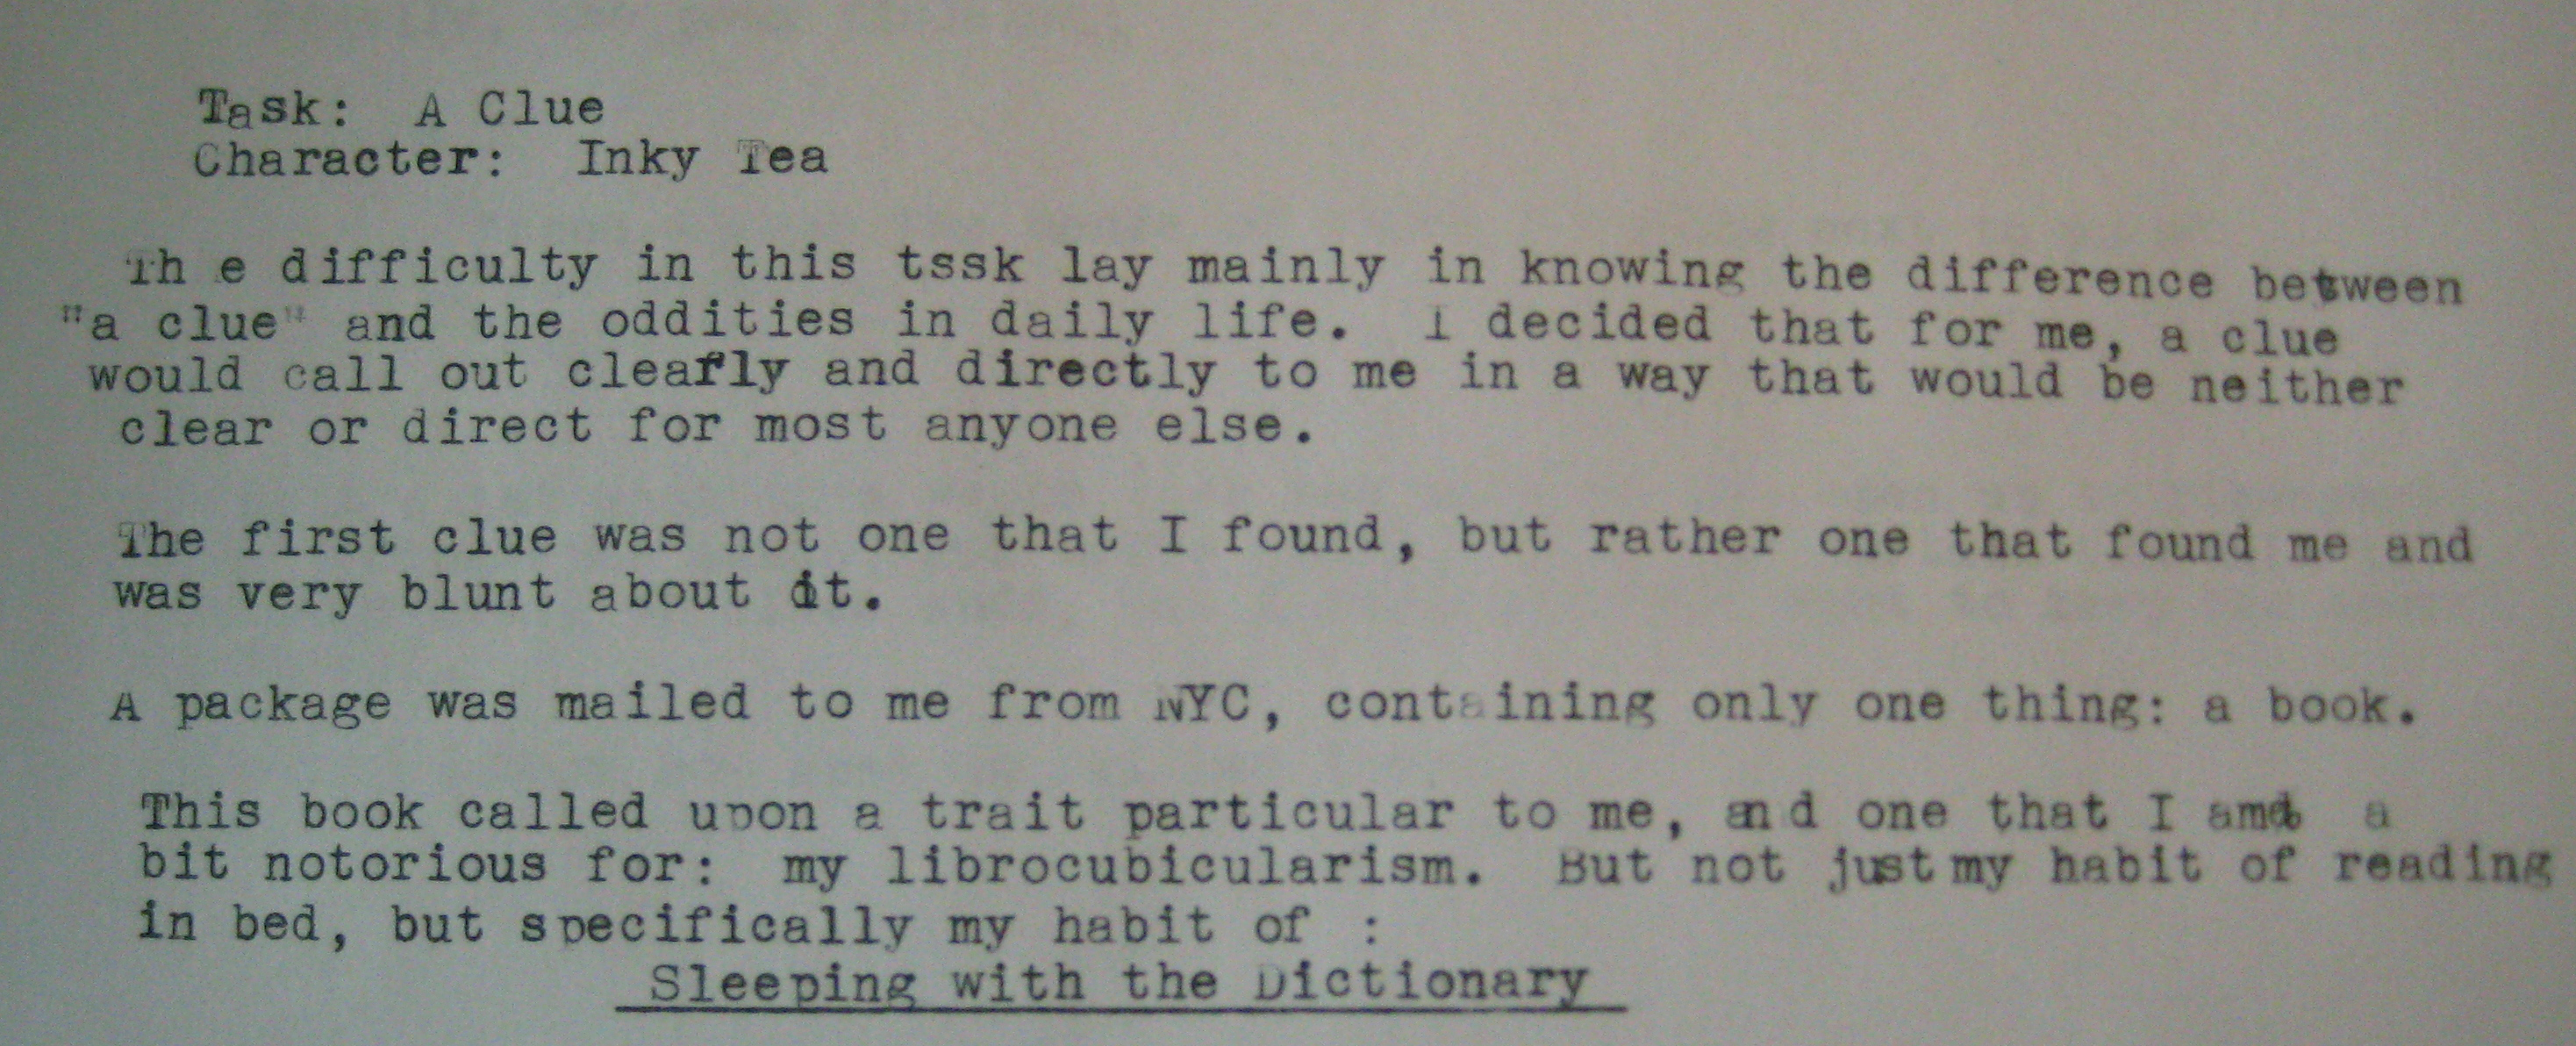 Task:  A Clue
Character:  Inky Tea
Th e difficulty in this tssk lay mainly in knowing the difference between
"a clue" and the oddities in daily life.  I decided that for me, a clue
would call out clearly and directly to me in a way that would be neither
clear or direct for most anyone else.
The first clue was not one that I found, but rather one that found me and
was very blunt about it.
A package was mailed to me from NYC, containing only one thing: a book.
This book called upon a trait particular to me, and one that I am a
bit notorious for:  my librocubicularism.  But not just my habit of reading
in bed, but specifically my habit of :
Sleeping with the Dictionary